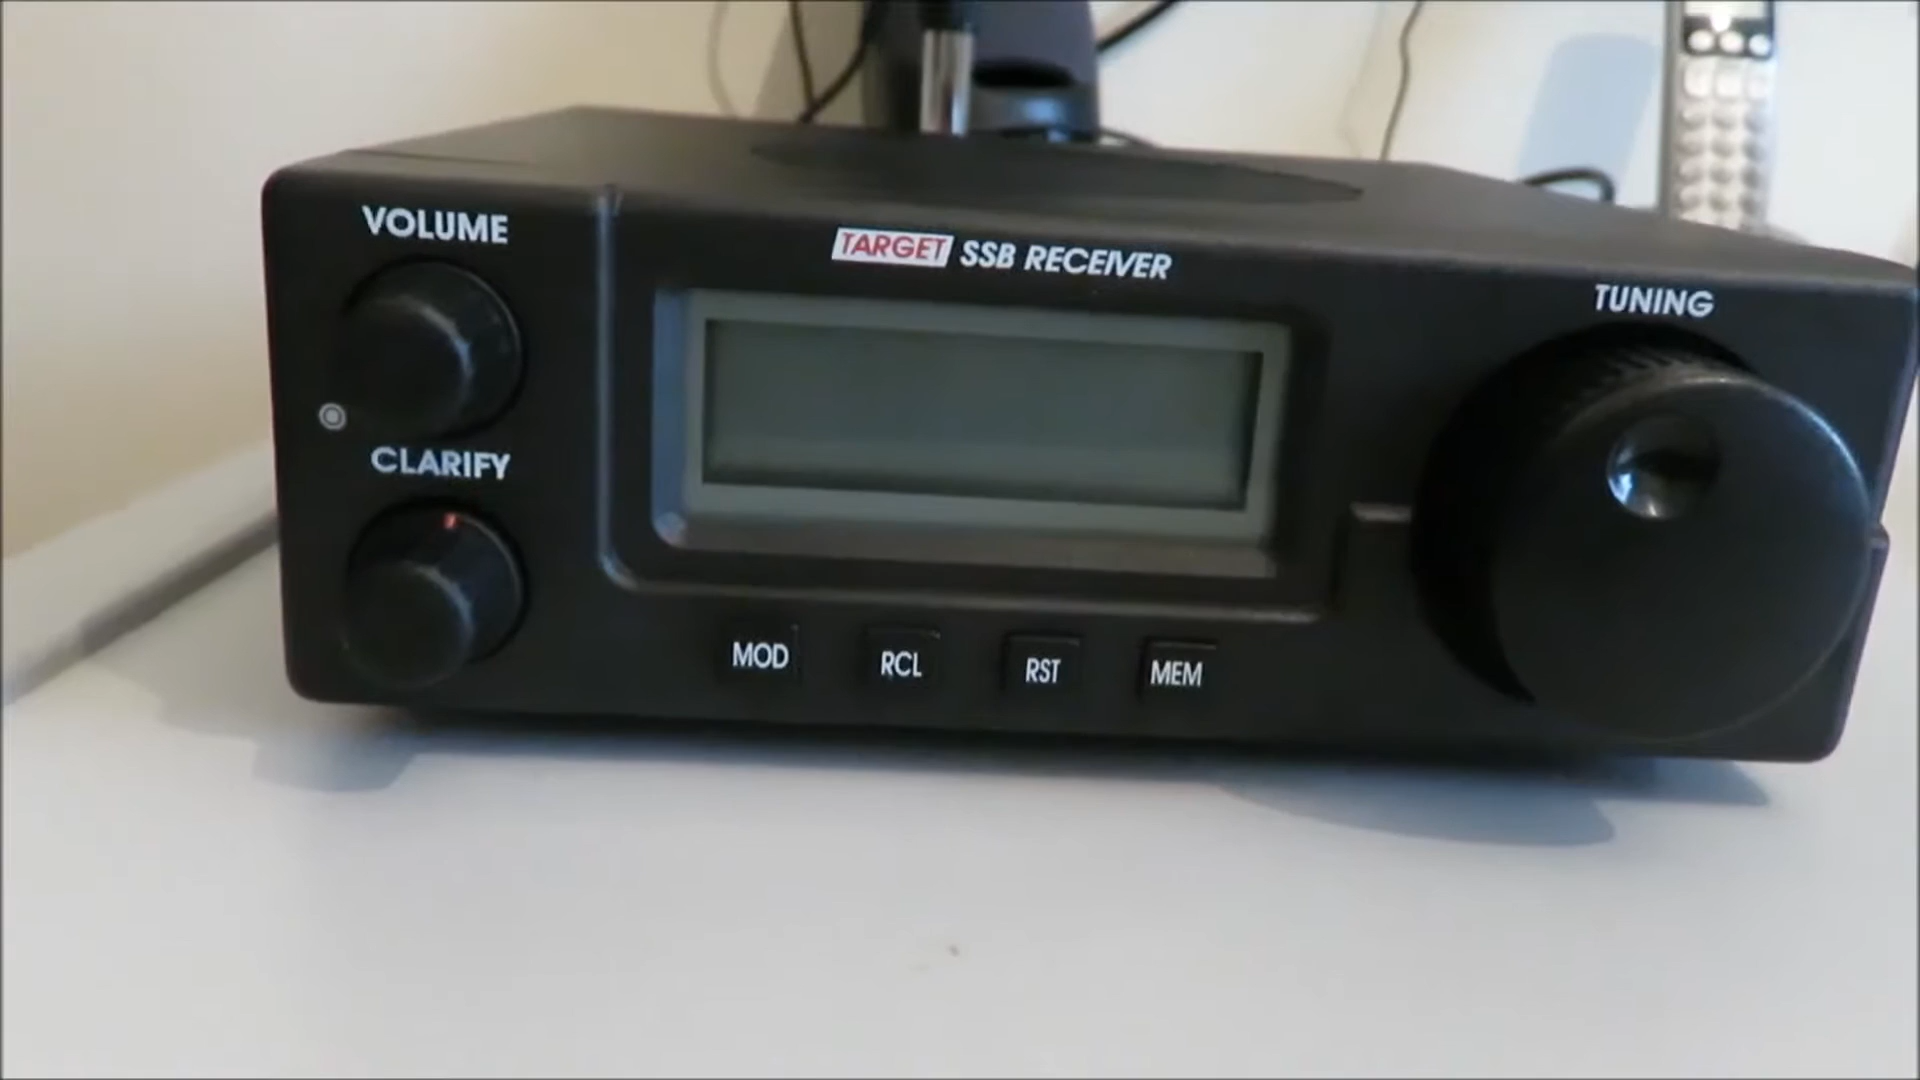 VOLUME
TARGET SSB RECEIVER
TUNING
CLARIFY
MOD
RCL
RST
MEM